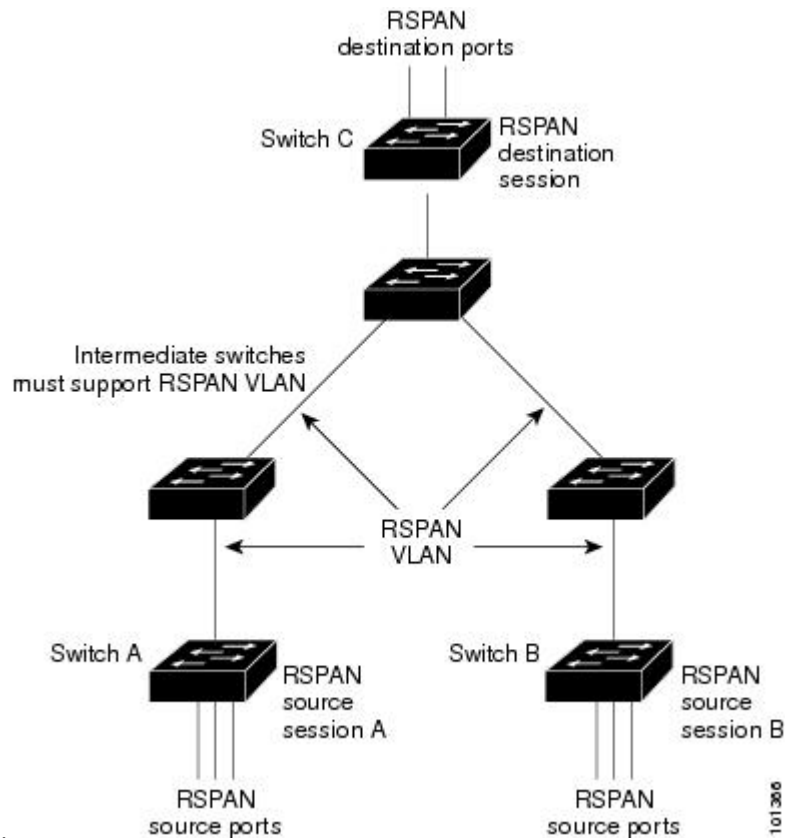 RSPAN
destination ports
Switch C
RSPAN
destination
session
Intermediate switches
must support RSPAN VLAN
RSPAN
VLAN
Switch A
RSPAN
source
session A
Switch B
RSPAN
source
session B
RSPAN
source ports
RSPAN
source ports
101366